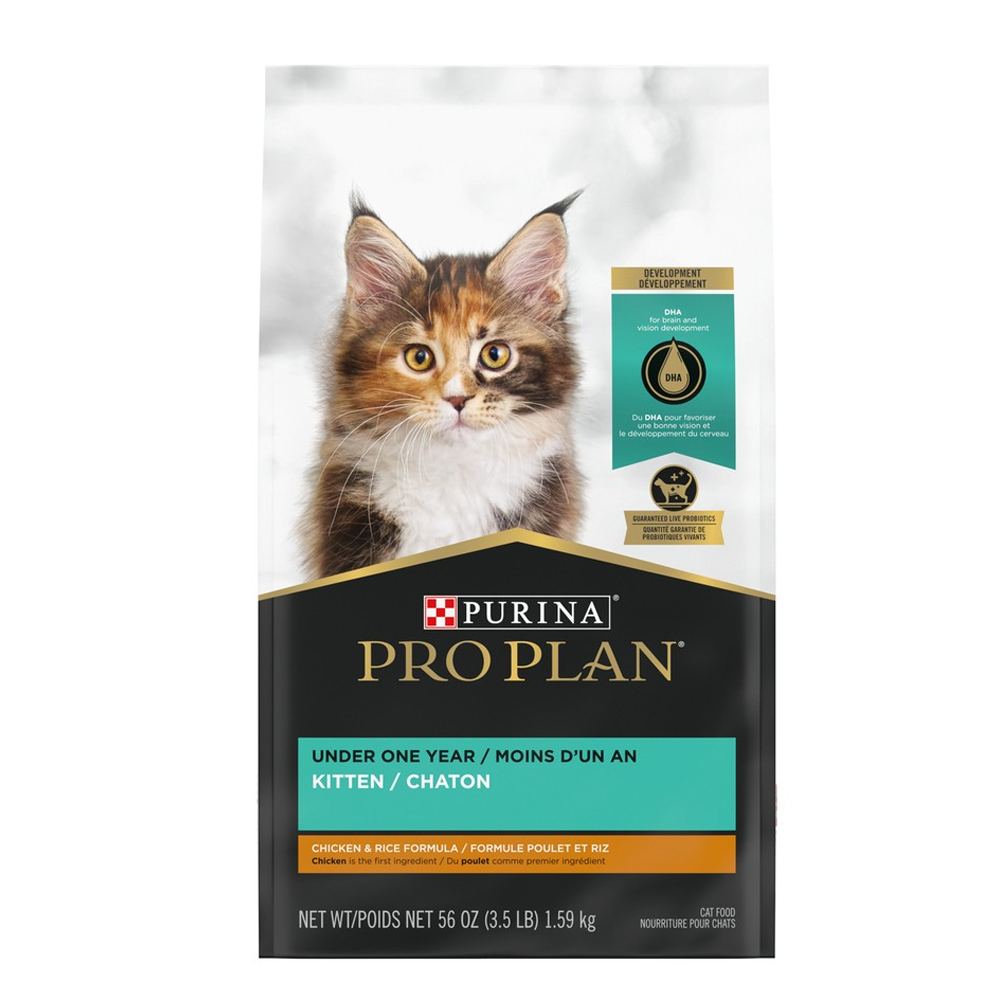 DEVELOPMENT
DÉVELOPPEMENT
DHA
for brain and
vision development
DHA
Du DHA pour favoriser
une bonne vision et
le développement du cerveau
GUARANTEED LIVE PROBIOTICS
QUANTITÉ GARANTIE DE
PROBIOTIQUES VIVANTS
PURINA®
PRO PLAN®
UNDER ONE YEAR / MOINS D'UN AN
KITTEN / CHATON
CHICKEN & RICE FORMULA / FORMULE POULET ET RIZ
Chicken is the first ingredient / Du poulet comme premier ingrédient
NET WT/POIDS NET 56 OZ (3.5 LB) 1.59 kg
CAT FOOD
NOURRITURE POUR CHATS